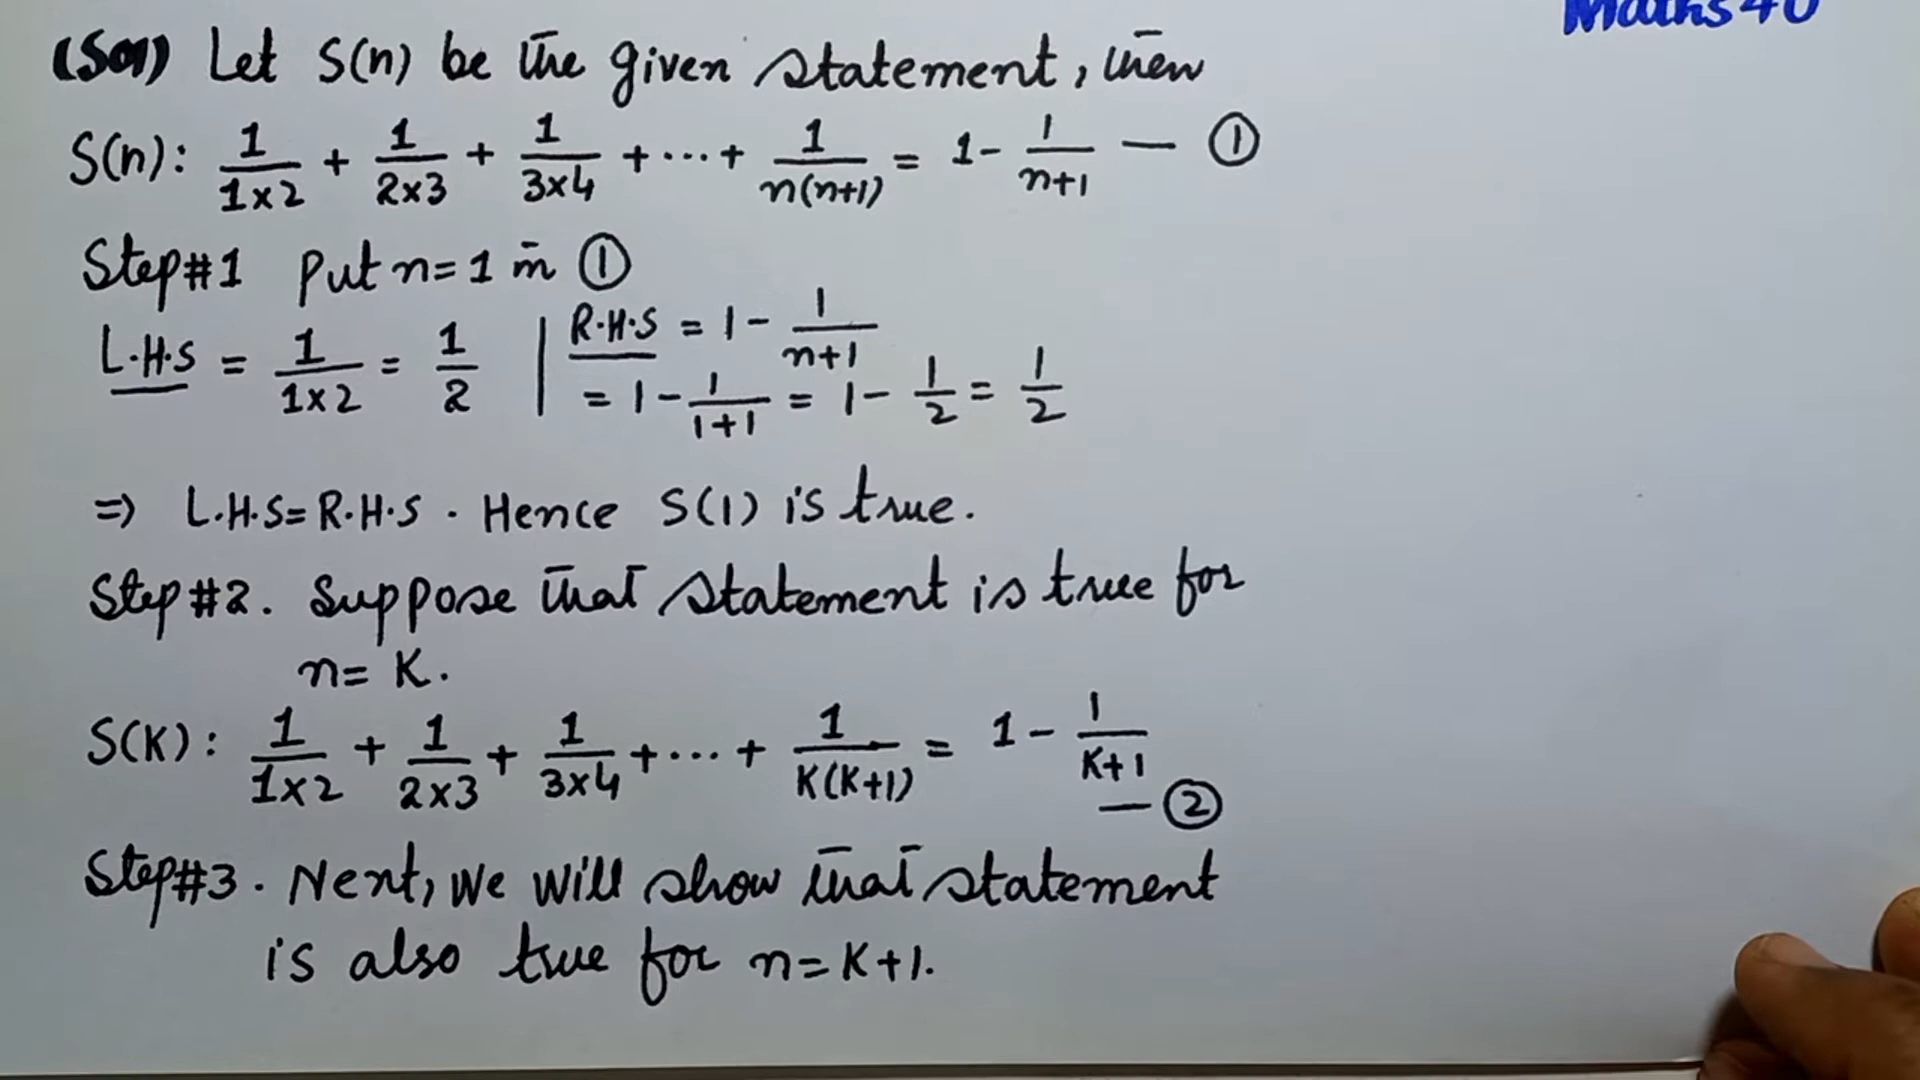 Maths40
(Sol) Let S(n) be the given statement, then
S(n): 1/1×2 + 1/2×3 + 1/3×4 + ... + 1/n(n+1) = 1 - 1/n+1 — ①
Step#1 Put n=1 in ①
L.H.S = 1/1×2 = 1/2 | R.H.S = 1 - 1/n+1
= 1 - 1/1+1 = 1 - 1/2 = 1/2
⇒ L.H.S=R.H.S. Hence S(1) is true.
Step#2. Suppose that statement is true for
n= K.
S(K): 1/1×2 + 1/2×3 + 1/3×4 + ... + 1/K(K+1) = 1 - 1/K+1
— ②
Step#3. Next, we will show that statement
is also true for n=K+1.